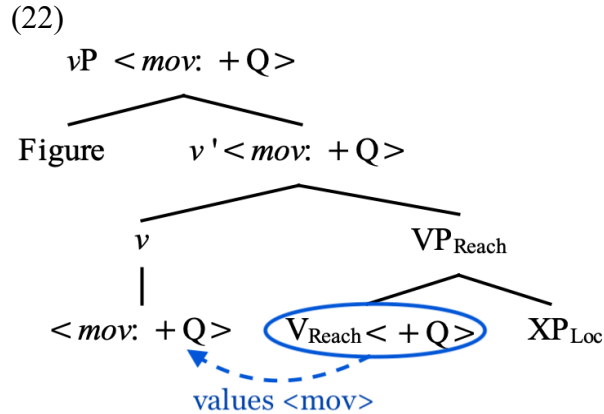 (22)
vP <mov: +Q>
Figure v'<mov: +Q>
v VPReach
<mov: +Q> VReach< +Q> XPLoc
values <mov>